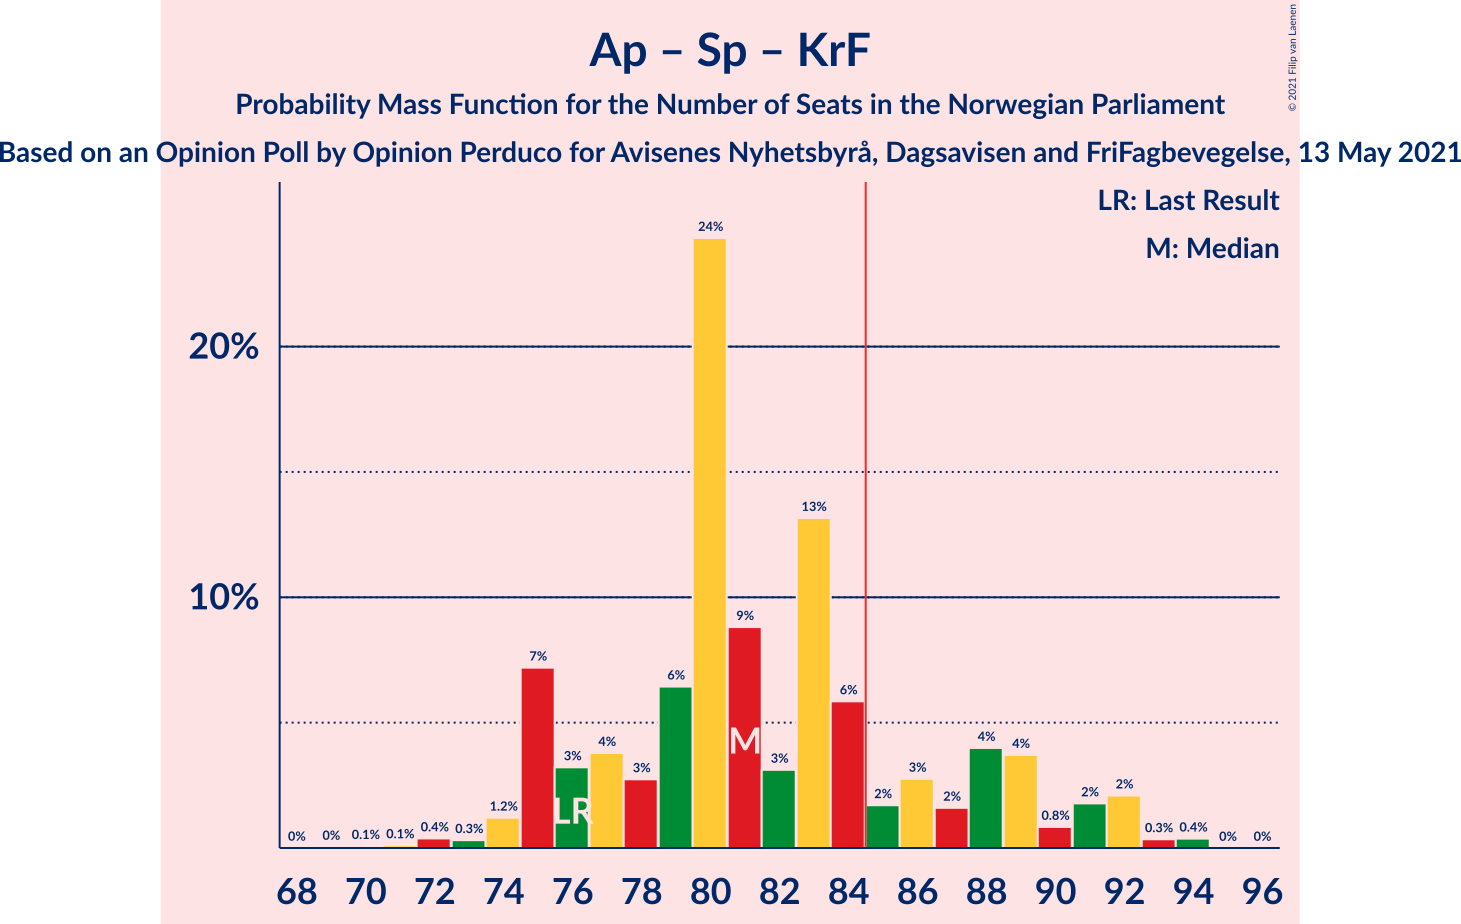 Ap – Sp – KrF
Probability Mass Function for the Number of Seats in the Norwegian Parliament
Based on an Opinion Poll by Opinion Perduco for Avisenes Nyhetsbyrå, Dagsavisen and FriFagbevegelse, 13 May 2021
© 2021 Filip van Laenen
LR: Last Result
M: Median
20%
10%
0% 0% 0.1% 0.1% 0.4% 0.3% 1.2% 7% 3% 4% 3% 6% 24% 9% 3% 13% 6% 2% 3% 2% 4% 4% 0.8% 2% 2% 0.3% 0.4% 0% 0%
M
LR
68 70 72 74 76 78 80 82 84 86 88 90 92 94 96